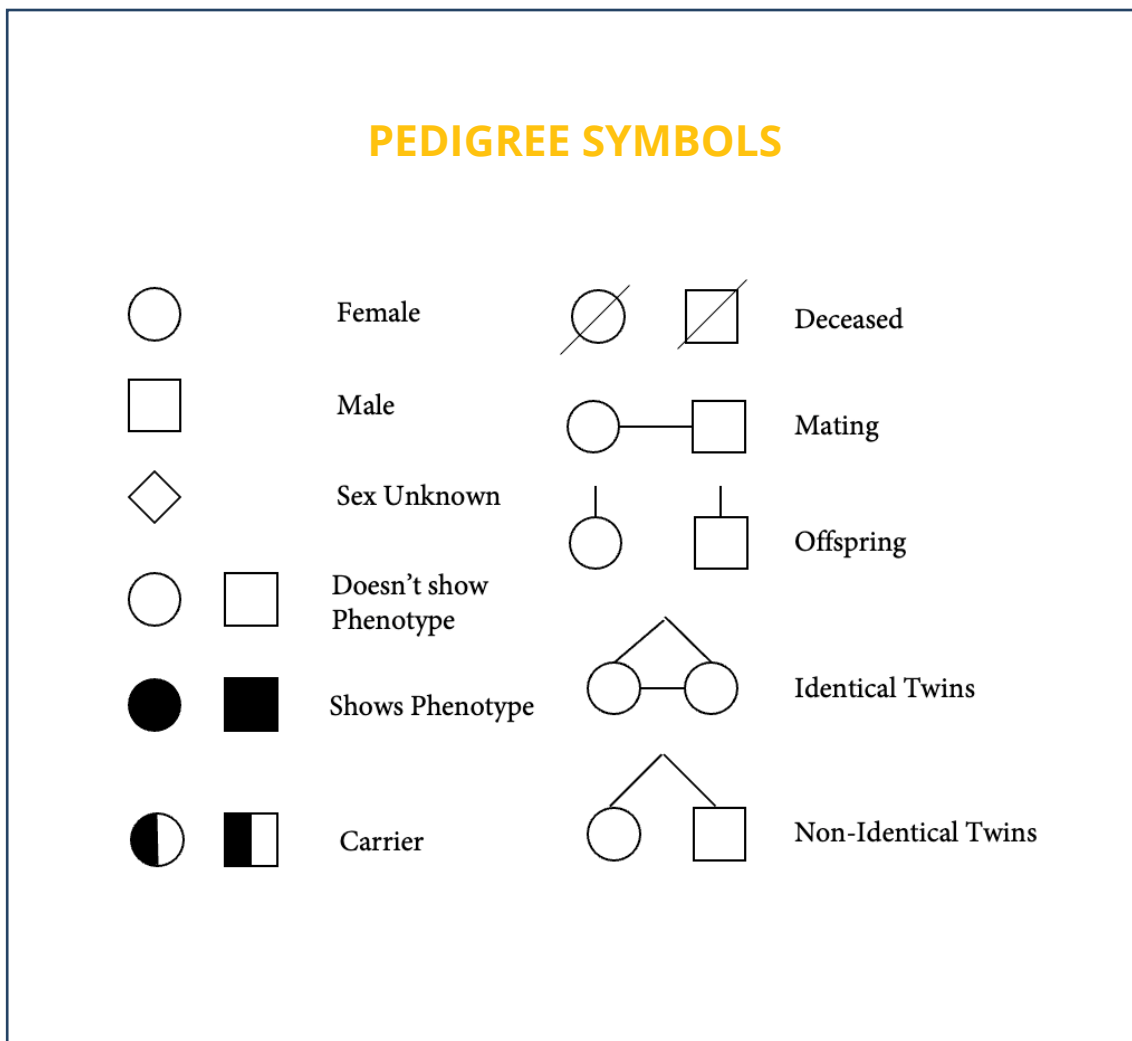 PEDIGREE SYMBOLS
Female
Male
Sex Unknown
Doesn’t show
Phenotype
Shows Phenotype
Carrier
Deceased
Mating
Offspring
Identical Twins
Non-Identical Twins